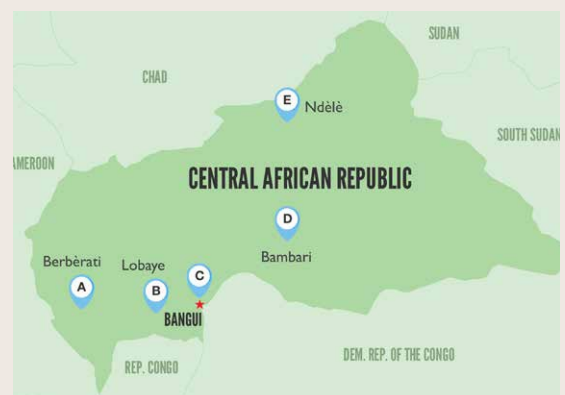 SUDAN
CHAD
E
Ndèlè
SOUTH SUDAN
AMEROON
CENTRAL AFRICAN REPUBLIC
D
Bambari
Berbèrati
A
Lobaye
B
C
BANGUI
REP. CONGO
DEM. REP. OF THE CONGO